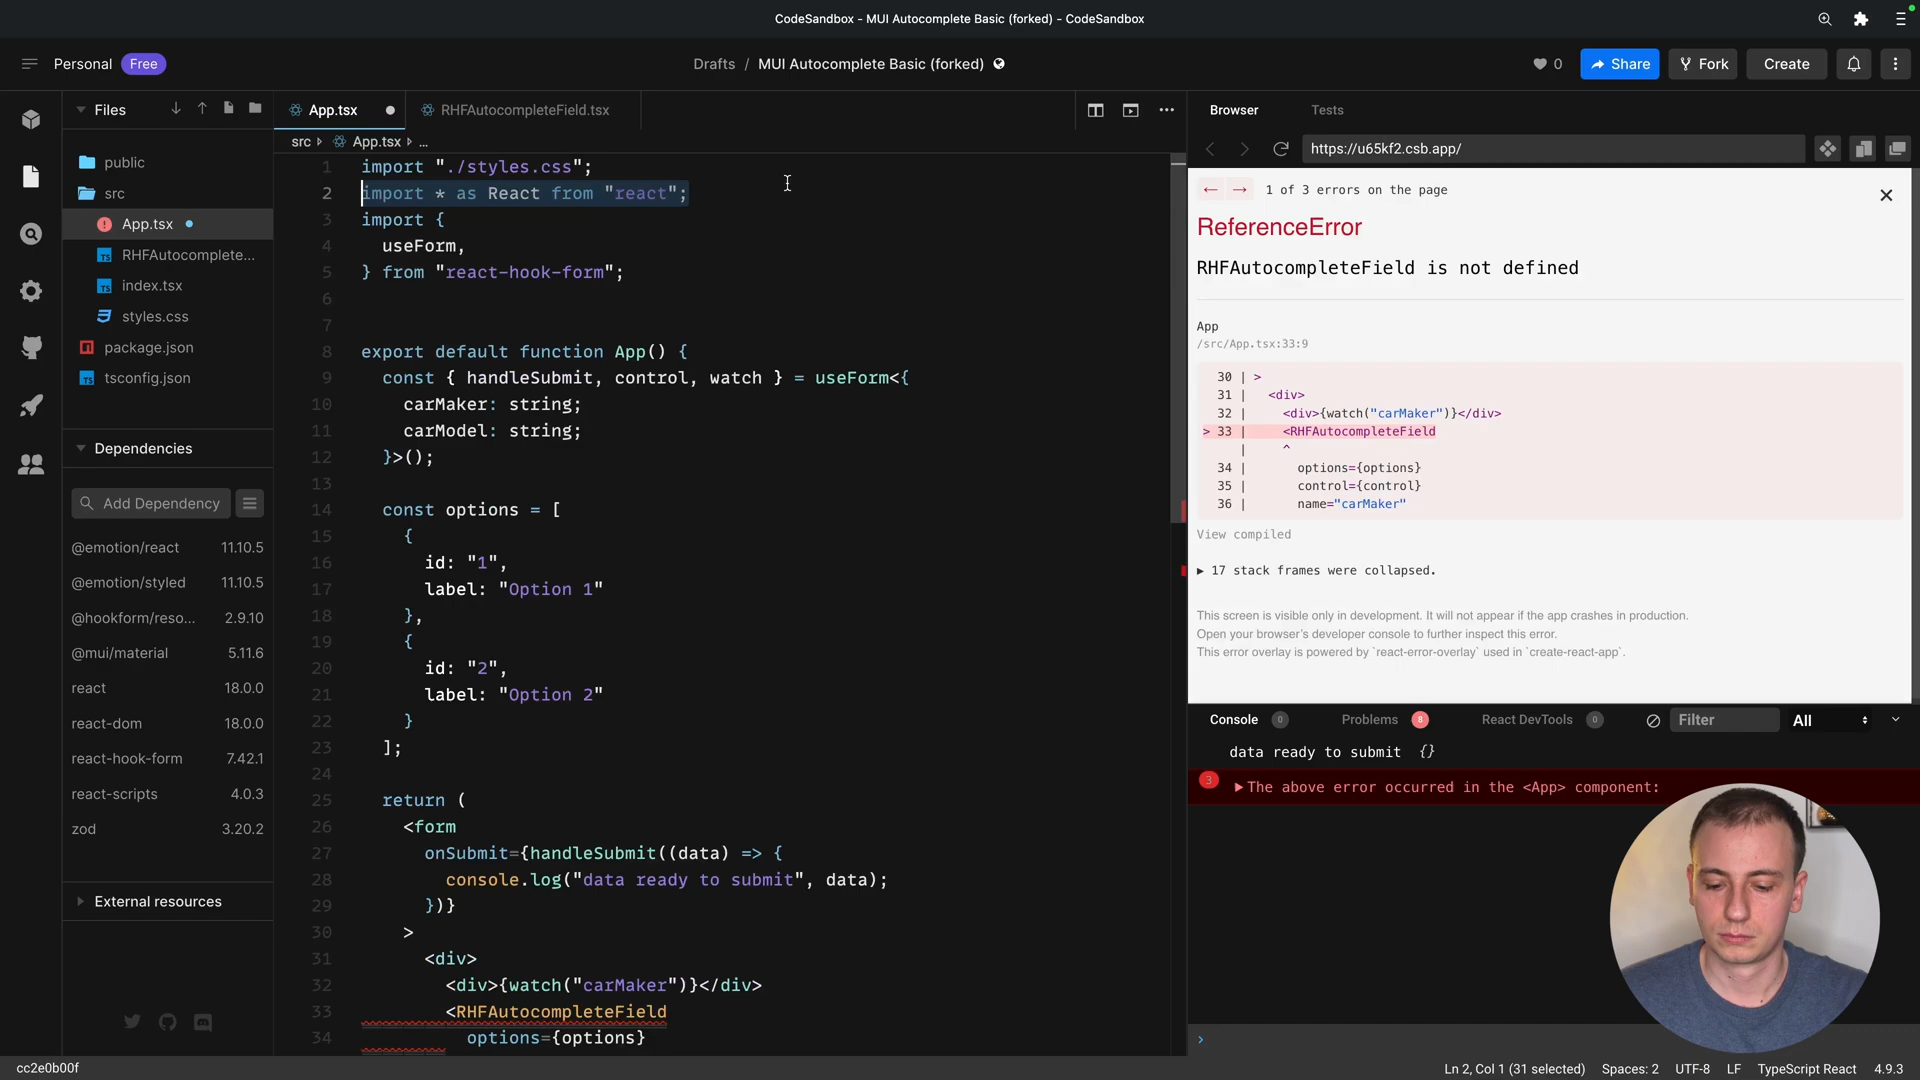 CodeSandbox - MUI Autocomplete Basic (forked) - CodeSandbox
Personal Free
Drafts / MUI Autocomplete Basic (forked)
0
Share
Fork
Create
Files
public
src
App.tsx
RHFAutocomplete...
index.tsx
styles.css
package.json
tsconfig.json
Dependencies
Add Dependency
@emotion/react 11.10.5
@emotion/styled 11.10.5
@hookform/reso... 2.9.10
@mui/material 5.11.6
react 18.0.0
react-dom 18.0.0
react-hook-form 7.42.1
react-scripts 4.0.3
zod 3.20.2
External resources
App.tsx
RHFAutocompleteField.tsx
src App.tsx ...
1 import "./styles.css";
2 import * as React from "react";
3 import {
4 useForm,
5 } from "react-hook-form";
6
7
8 export default function App() {
9 const { handleSubmit, control, watch } = useForm<{
10 carMaker: string;
11 carModel: string;
12 }>();
13
14 const options = [
15 {
16 id: "1",
17 label: "Option 1"
18 },
19 {
20 id: "2",
21 label: "Option 2"
22 }
23 ];
24
25 return (
26 <form
27 onSubmit={handleSubmit((data) => {
28 console.log("data ready to submit", data);
29 })}
30 >
31 <div>
32 <div>{watch("carMaker")}</div>
33 <RHFAutocompleteField
34 options={options}
Browser
Tests
https://u65kf2.csb.app/
← → 1 of 3 errors on the page
ReferenceError
RHFAutocompleteField is not defined
App
/src/App.tsx:33:9
30 | >
31 | <div>
32 | <div>{watch("carMaker")}</div>
> 33 | <RHFAutocompleteField
| ^
34 | options={options}
35 | control={control}
36 | name="carMaker"
View compiled
▶ 17 stack frames were collapsed.
This screen is visible only in development. It will not appear if the app crashes in production.
Open your browser's developer console to further inspect this error.
This error overlay is powered by `react-error-overlay` used in `create-react-app`.
Console 0
Problems 8
React DevTools 0
Filter
All
data ready to submit {}
3 ▶The above error occurred in the <App> component:
›
cc2e0b00f
Ln 2, Col 1 (31 selected)
Spaces: 2
UTF-8
LF
TypeScript React
4.9.3